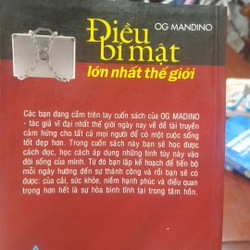 OG MANDINO
Điều
bí mật
lớn nhất thế giới
Các bạn đang cầm trên tay cuốn sách của OG MADINO
- tác giả vĩ đại nhất thế giới ngày nay về đề tài truyền
cảm hứng cho tất cả mọi người để có một cuộc sống
tốt đẹp hơn. Trong cuốn sách này bạn sẽ học được
cách đọc, học cách áp dụng những tinh túy này vào
đời sống của mình. Từ đó bạn lập kế hoạch để tiến bộ
mỗi ngày hướng đến sự thành công và rồi bạn sẽ có
được: của cải, sức khỏe, niềm hạnh phúc và điều quan
trọng hơn hết là sự hòa bình tĩnh tại trong tâm hồn.